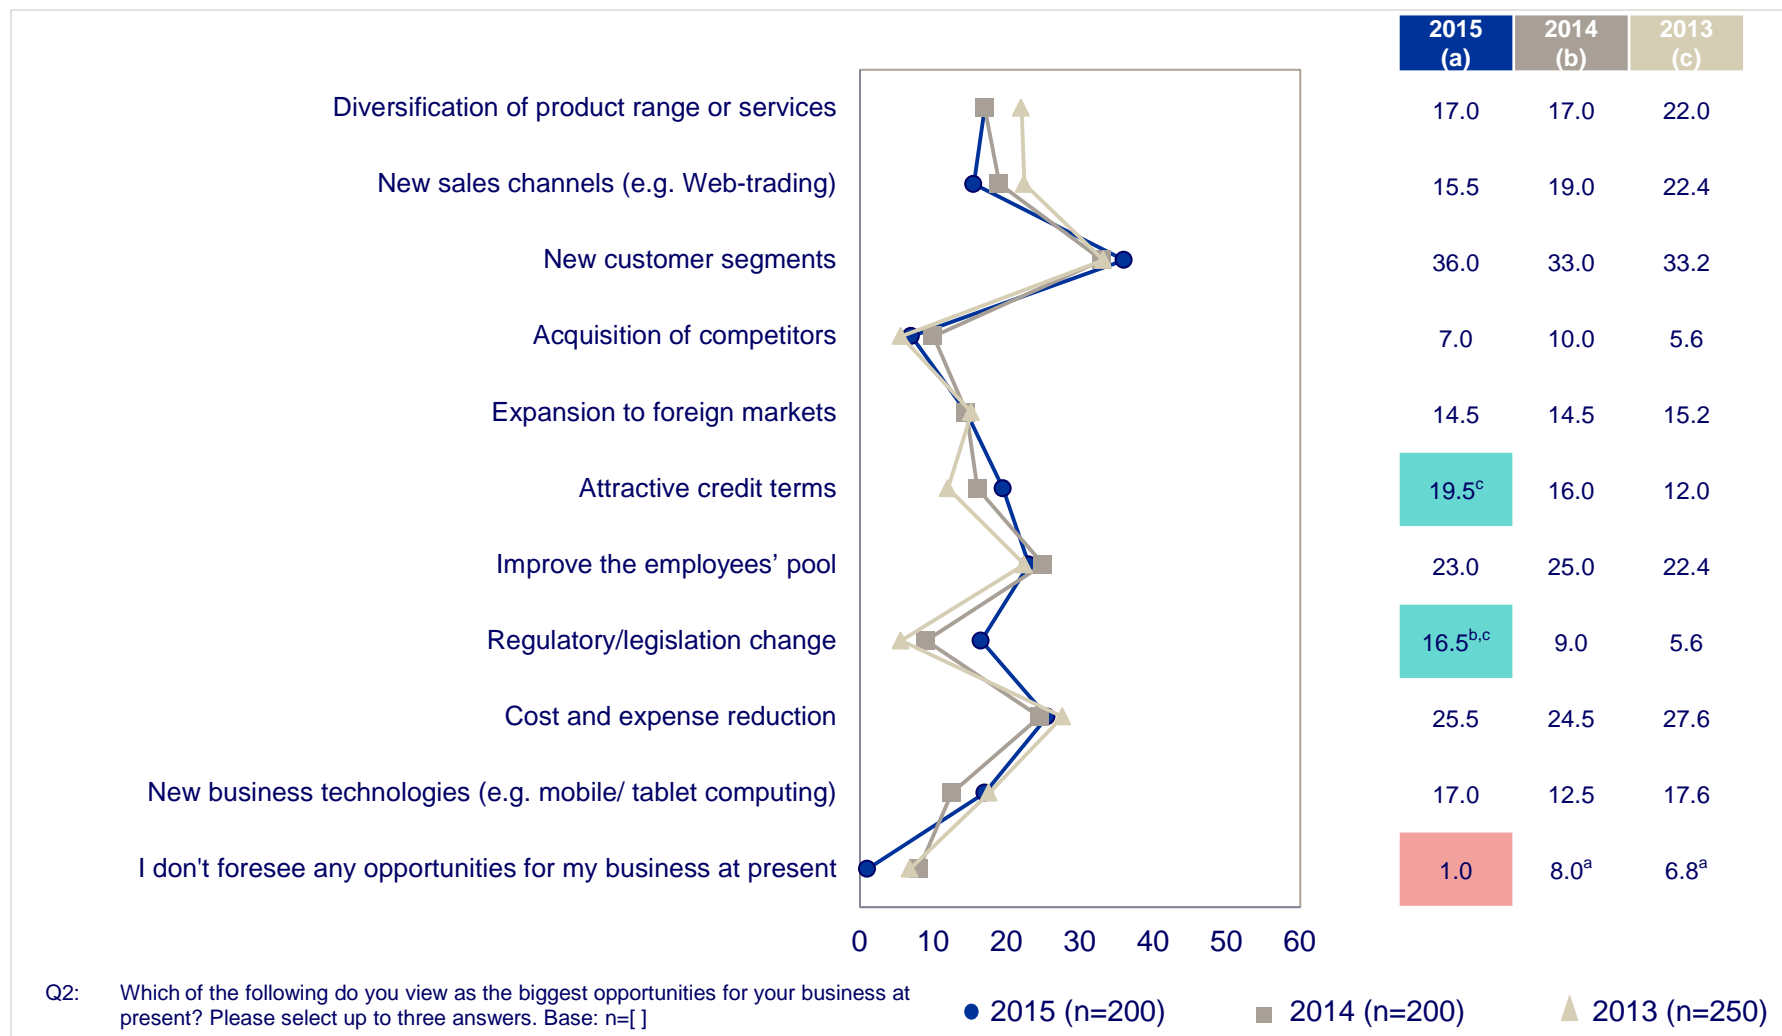 2015 2014 2013
(a) (b) (c)
Diversification of product range or services 17.0 17.0 22.0
New sales channels (e.g. Web-trading) 15.5 19.0 22.4
New customer segments 36.0 33.0 33.2
Acquisition of competitors 7.0 10.0 5.6
Expansion to foreign markets 14.5 14.5 15.2
Attractive credit terms 19.5c 16.0 12.0
Improve the employees’ pool 23.0 25.0 22.4
Regulatory/legislation change 16.5b,c 9.0 5.6
Cost and expense reduction 25.5 24.5 27.6
New business technologies (e.g. mobile/ tablet computing) 17.0 12.5 17.6
I don't foresee any opportunities for my business at present 1.0 8.0a 6.8a
0 10 20 30 40 50 60
Q2: Which of the following do you view as the biggest opportunities for your business at
present? Please select up to three answers. Base: n=[ ]
2015 (n=200) 2014 (n=200) 2013 (n=250)